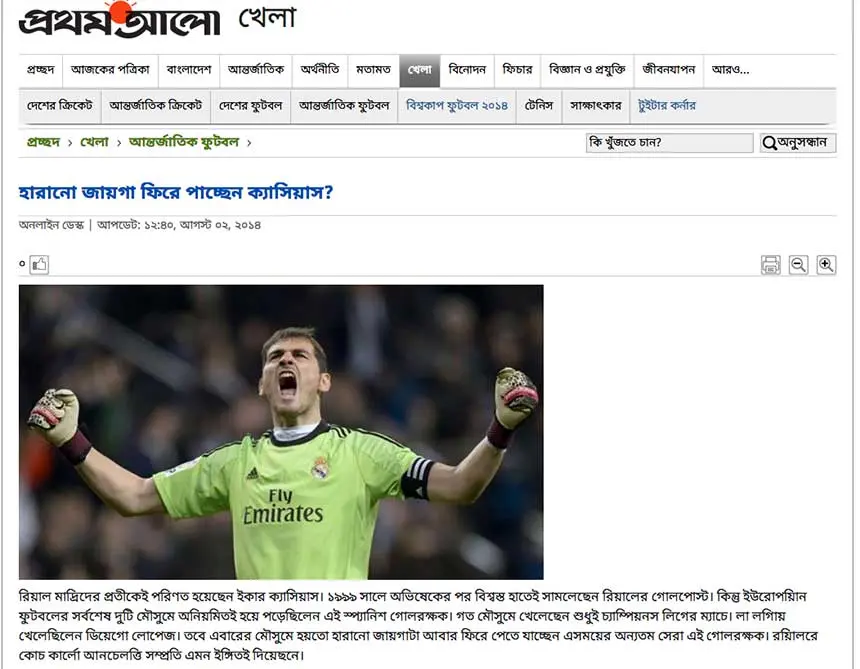 প্রথম আলো খেলা
প্রচ্ছদ আজকের পত্রিকা বাংলাদেশ আন্তর্জাতিক অর্থনীতি মতামত খেলা বিনোদন ফিচার বিজ্ঞান ও প্রযুক্তি জীবনযাপন আরও...
দেশের ক্রিকেট আন্তর্জাতিক ক্রিকেট দেশের ফুটবল আন্তর্জাতিক ফুটবল বিশ্বকাপ ফুটবল ২০১৪ টেনিস সাক্ষাৎকার টুইটার কর্নার
প্রচ্ছদ › খেলা › আন্তর্জাতিক ফুটবল › কি খুঁজতে চান? অনুসন্ধান
হারানো জায়গা ফিরে পাচ্ছেন ক্যাসিয়াস?
অনলাইন ডেস্ক | আপডেট: ১২:৪০, আগস্ট ০২, ২০১৪
০
Fly
Emirates
রিয়াল মাদ্রিদের প্রতীকেই পরিণত হয়েছেন ইকার ক্যাসিয়াস। ১৯৯৯ সালে অভিষেকের পর বিশ্বস্ত হাতেই সামলেছেন রিয়ালের গোলপোস্ট। কিন্তু ইউরোপয়িান
ফুটবলের সর্বশেষ দুটি মৌসুমে অনিয়মিতই হয়ে পড়েছিলেন এই স্প্যানিশ গোলরক্ষক। গত মৌসুমে খেলেছেন শুধুই চ্যাম্পিয়নস লিগের ম্যাচে। লা লগিায়
খেলেছিলেন ডিয়েগো লোপেজ। তবে এবারের মৌসুমে হয়তো হারানো জায়গাটা আবার ফিরে পেতে যাচ্ছেন এসময়ের অন্যতম সেরা এই গোলরক্ষক। রয়িালরে
কোচ কার্লো আনচেলত্তি সম্প্রতি এমন ইঙ্গিতই দিয়েছেনে।